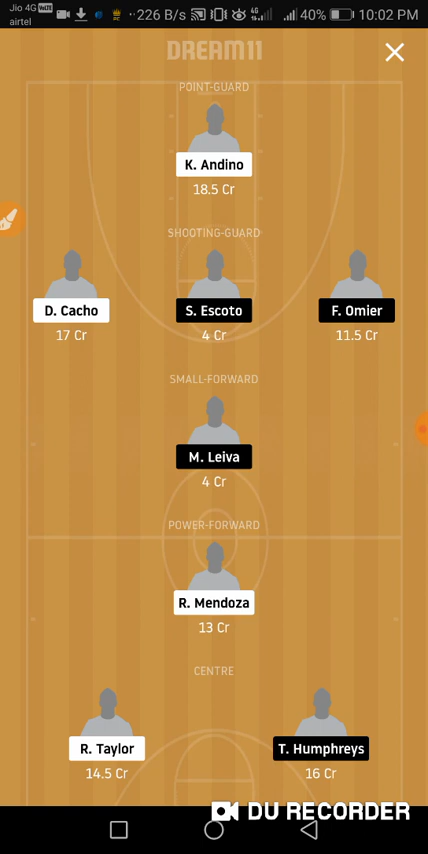 Jio 4G VoLTE
226 B/s 4G 40% 10:02 PM
airtel
DREAM11
POINT-GUARD
K. Andino
18.5 Cr
SHOOTING-GUARD
D. Cacho S. Escoto F. Omier
17 Cr 4 Cr 11.5 Cr
SMALL-FORWARD
M. Leiva
4 Cr
POWER-FORWARD
R. Mendoza
13 Cr
CENTRE
R. Taylor T. Humphreys
14.5 Cr 16 Cr
DU RECORDER